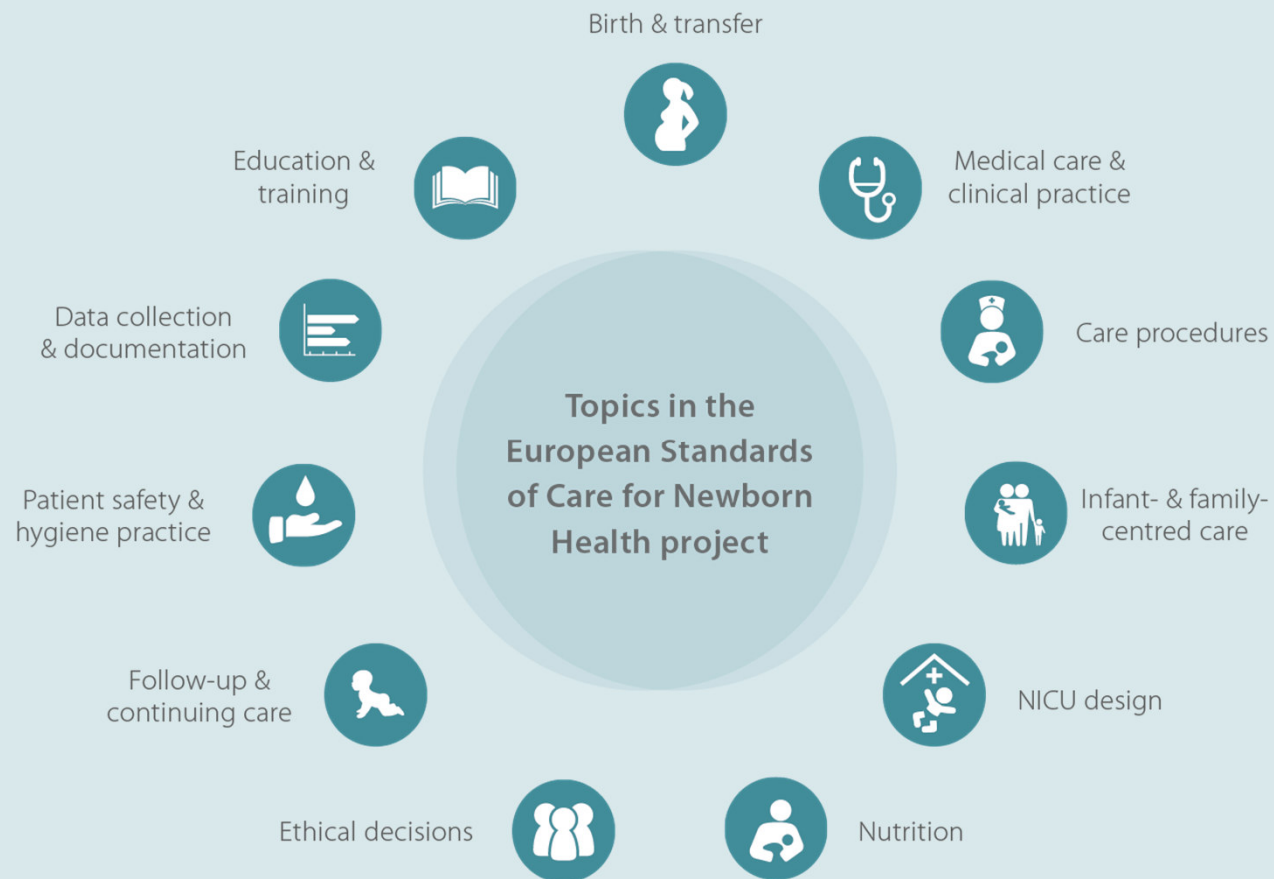 Birth & transfer
Education &
training
Medical care &
clinical practice
Data collection
& documentation
Care procedures
Topics in the
European Standards
of Care for Newborn
Health project
Patient safety &
hygiene practice
Infant- & family-
centred care
Follow-up &
continuing care
NICU design
Ethical decisions
Nutrition